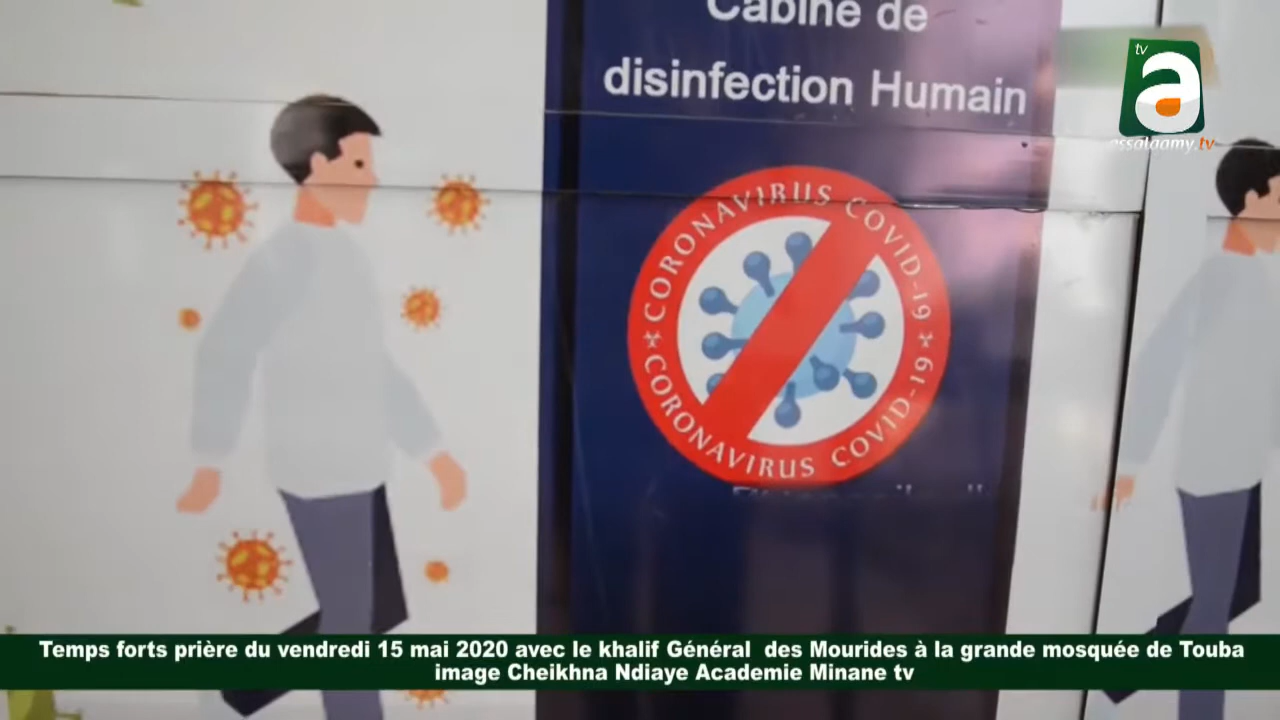 Cabine de
disinfection Humain
tv
a
assalaamy.tv
CORONAVIRUS COVID-19
CORONAVIRUS COVID-19
Temps forts prière du vendredi 15 mai 2020 avec le khalif Général des Mourides à la grande mosquée de Touba
image Cheikhna Ndiaye Academie Minane tv